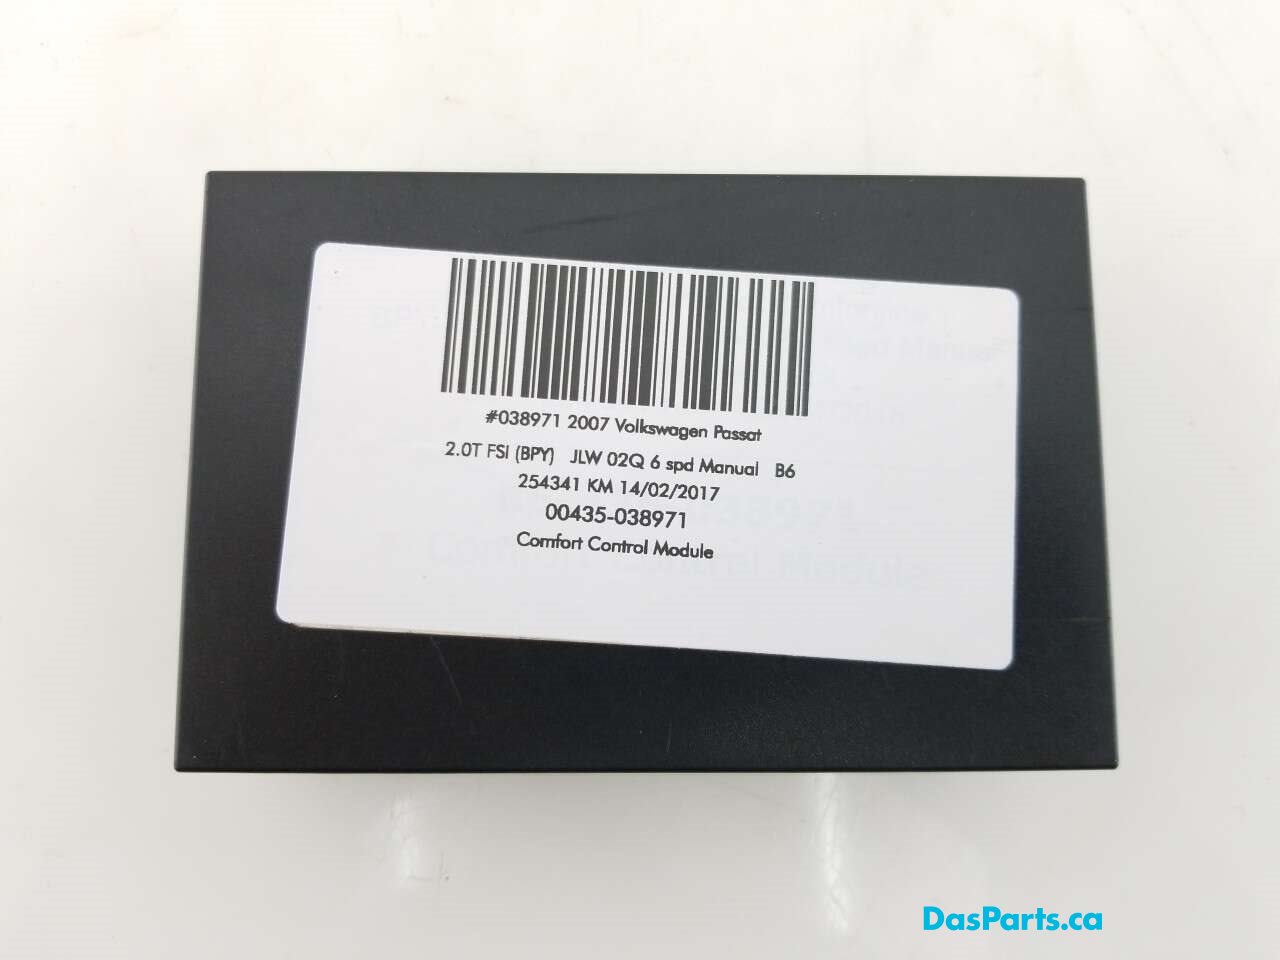 #038971 2007 Volkswagen Passat
2.0T FSI (BPY) JLW 02Q 6 spd Manual B6
254341 KM 14/02/2017
00435-038971
Comfort Control Module
DasParts.ca